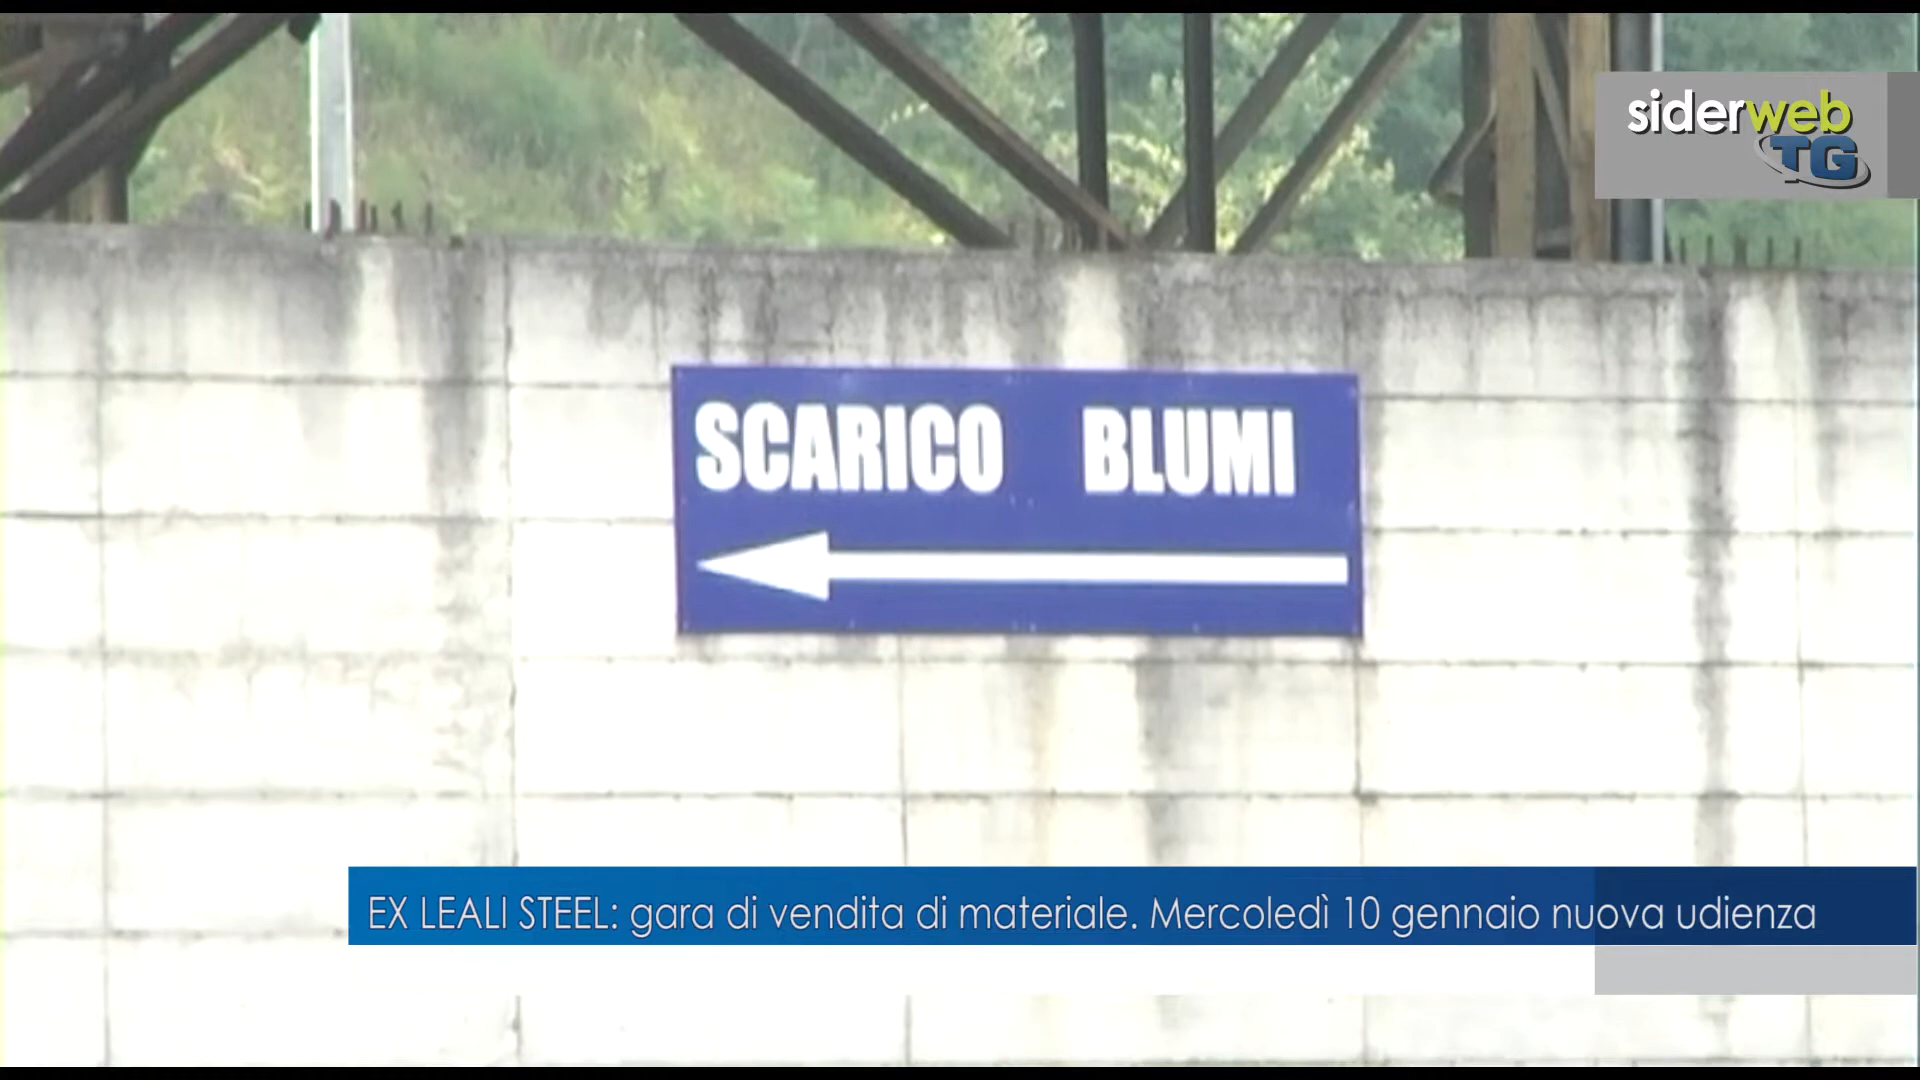 siderweb
TG
SCARICO BLUMI
EX LEALI STEEL: gara di vendita di materiale. Mercoledì 10 gennaio nuova udienza